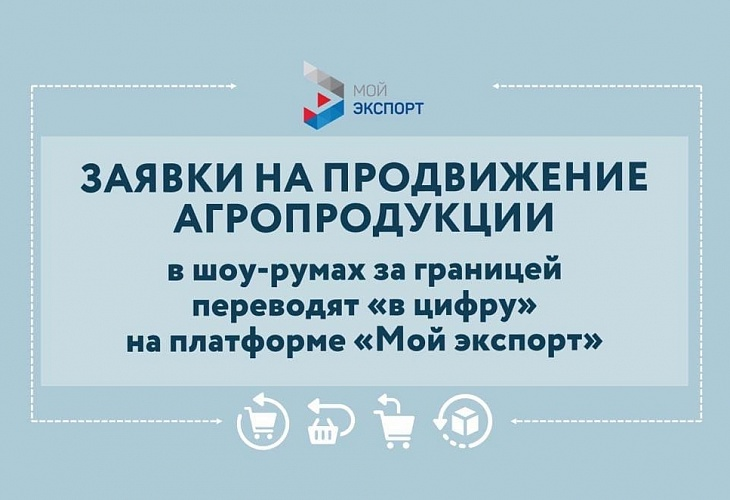 МОЙ
ЭКСПОРТ
ЗАЯВКИ НА ПРОДВИЖЕНИЕ
АГРОПРОДУКЦИИ
в шоу-румах за границей
переводят «в цифру»
на платформе «Мой экспорт»